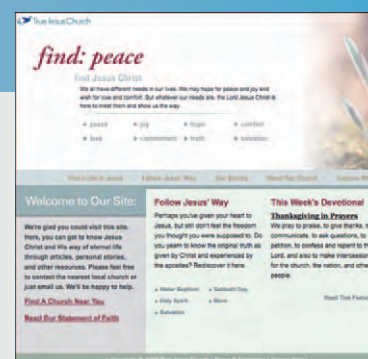 True Jesus Church
find: peace
find Jesus Christ
We all have different needs in our lives. We may hope for peace and joy and
wish for love and comfort. But whatever our needs are, the Lord Jesus Christ is
here to meet them and show us the way.
+ peace + joy + hope + comfort
+ love + contentment + truth + salvation
Follow Jesus' Way
Welcome to Our Site:
We're glad you could visit this site.
Here, you can get to know Jesus
Christ and His way of eternal life
through articles, personal stories,
and other resources. Please feel free
to contact the nearest local church or
just email us. We'll be happy to help.
Find A Church Near You
Read Our Statement of Faith
Follow Jesus' Way
Perhaps you've given your heart to
Jesus, but still don't feel the freedom
you thought you were supposed to. Do
you yearn to know the original truth as
given by Christ and experienced by
the apostles? Rediscover it here.
+ Water Baptism + Sabbath Day
+ Holy Spirit + More
+ Salvation
This Week's Devotional
Thanksgiving in Prayers
We pray to praise, to give thanks, to
communicate, to ask questions, to
petition, to confess and repent to the
Lord, and also to make intercession
for the church, the nation, and other
people.
Read This